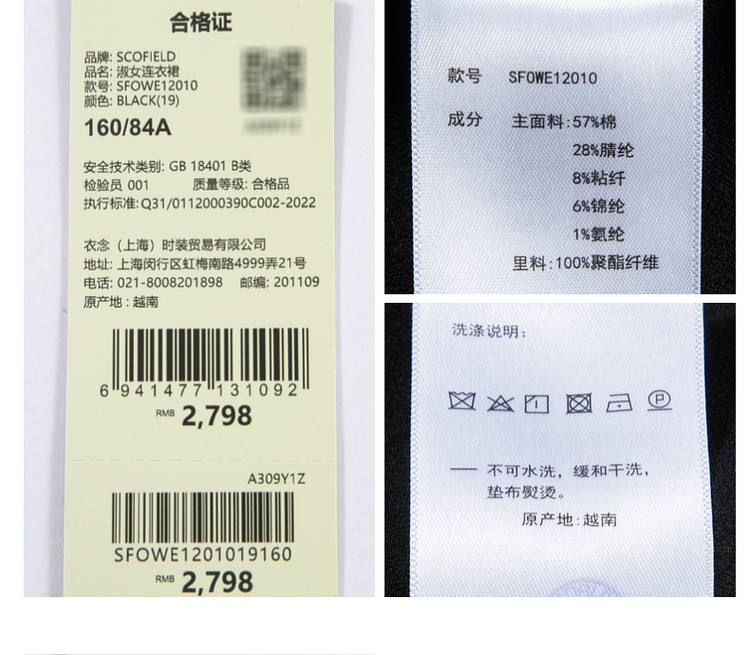 合格证
品牌: SCOFIELD
品名: 淑女连衣裙
款号: SFOWE12010
颜色: BLACK(19)
160/84A
安全技术类别: GB 18401 B类
检验员 001 质量等级: 合格品
执行标准: Q31/0112000390C002-2022
衣念（上海）时装贸易有限公司
地址: 上海闵行区虹梅南路4999弄21号
电话: 021-8008201898 邮编: 201109
原产地: 越南
6 941477 131092
RMB 2,798
A309Y1Z
SFOWE1201019160
RMB 2,798
款号 SFOWE12010
成分 主面料:57%棉
28%腈纶
8%粘纤
6%锦纶
1%氨纶
里料:100%聚酯纤维
洗涤说明:
P
— 不可水洗，缓和干洗，
垫布熨烫。
原产地:越南